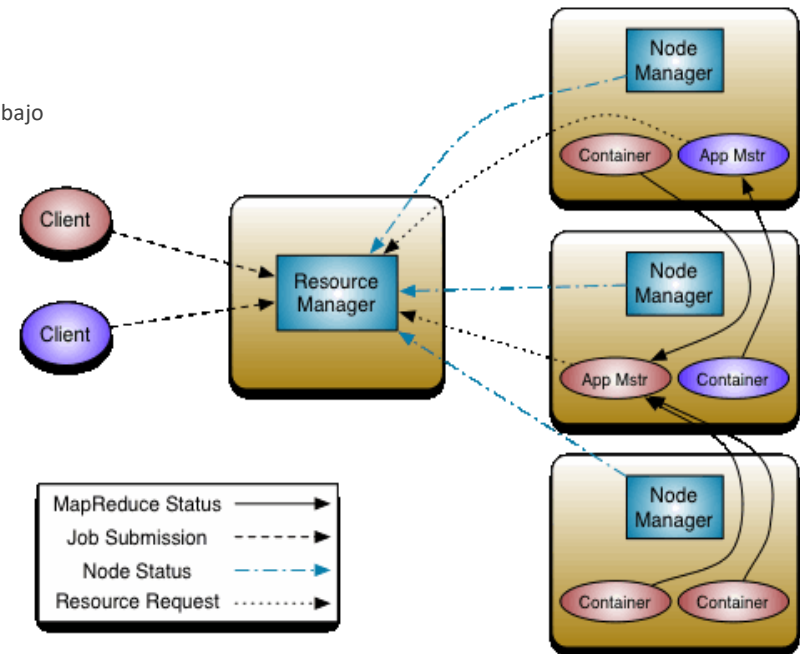 bajo
Client
Client
Resource
Manager
Node
Manager
Container
App Mstr
Node
Manager
App Mstr
Container
Node
Manager
Container
Container
MapReduce Status
Job Submission
Node Status
Resource Request